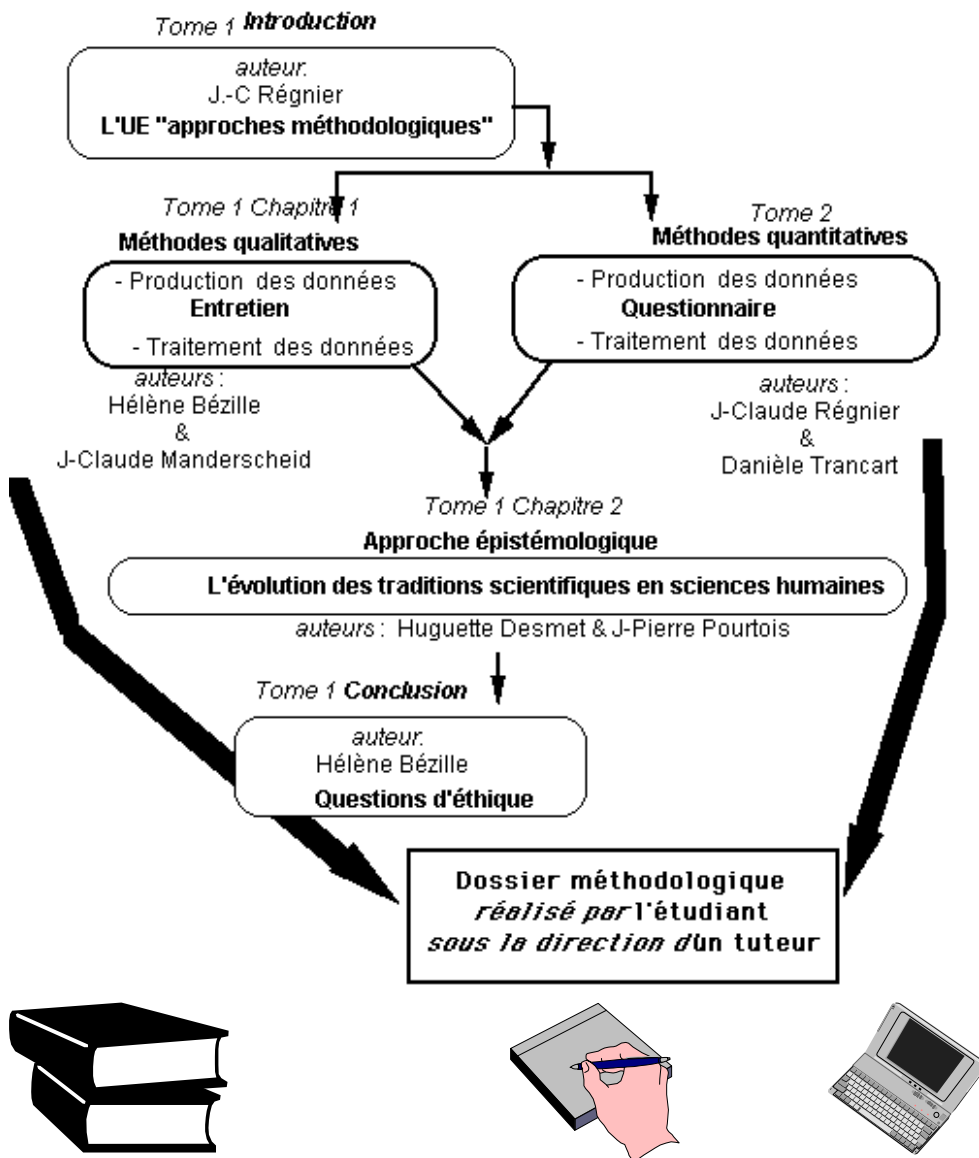 Tome 1 Introduction
auteur.
J.-C Régnier
L'UE "approches méthodologiques"
Tome 1 Chapitre 1
Méthodes qualitatives
- Production des données
Entretien
- Traitement des données
auteurs :
Hélène Bézille
&
J-Claude Manderscheid
Tome 2
Méthodes quantitatives
- Production des données
Questionnaire
- Traitement des données
auteurs :
J-Claude Régnier
&
Danièle Trancart
Tome 1 Chapitre 2
Approche épistémologique
L'évolution des traditions scientifiques en sciences humaines
auteurs : Huguette Desmet & J-Pierre Pourtois
Tome 1 Conclusion
auteur.
Hélène Bézille
Questions d'éthique
Dossier méthodologique
réalisé par l'étudiant
sous la direction d'un tuteur